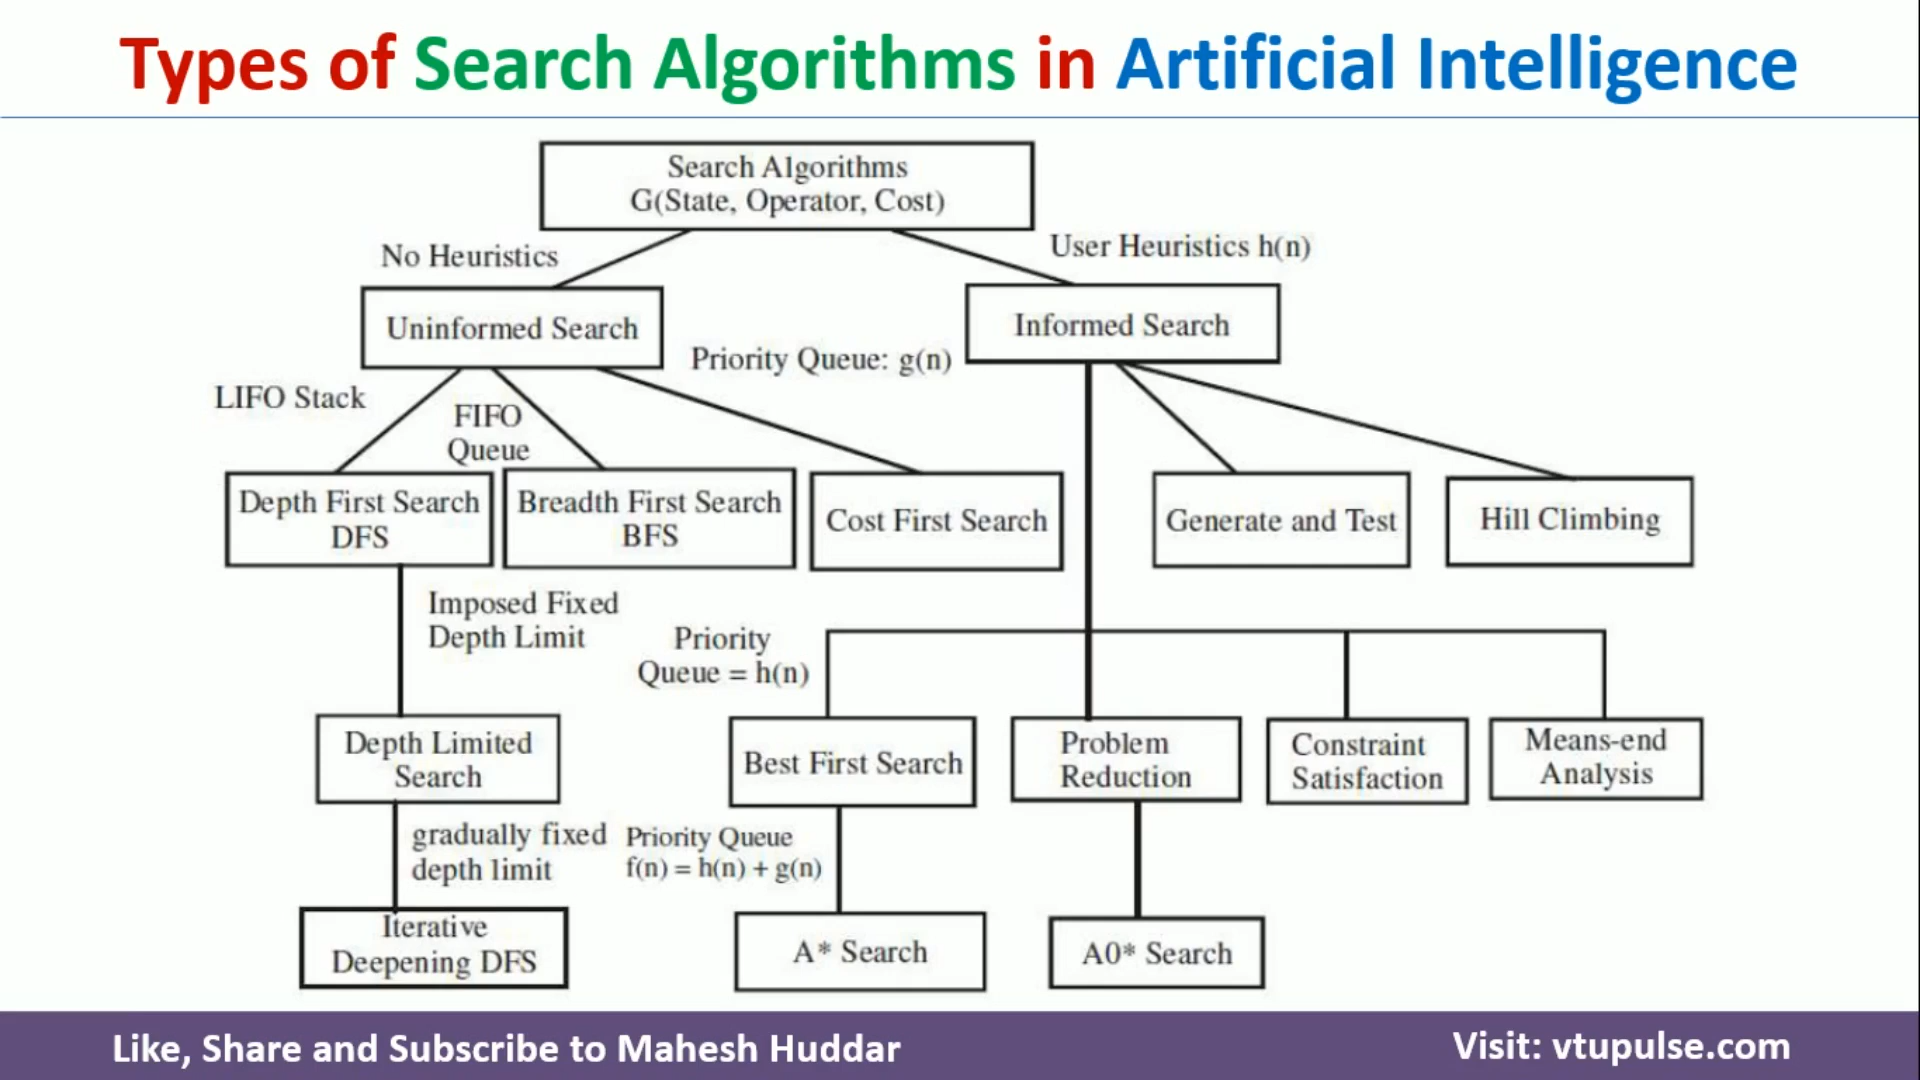 Types of Search Algorithms in Artificial Intelligence
Search Algorithms
G(State, Operator, Cost)
No Heuristics
User Heuristics h(n)
Uninformed Search
Informed Search
Priority Queue: g(n)
LIFO Stack
FIFO
Queue
Depth First Search
DFS
Breadth First Search
BFS
Cost First Search
Generate and Test
Hill Climbing
Imposed Fixed
Depth Limit
Priority
Queue = h(n)
Depth Limited
Search
Best First Search
Problem
Reduction
Constraint
Satisfaction
Means-end
Analysis
gradually fixed
depth limit
Priority Queue
f(n) = h(n) + g(n)
Iterative
Deepening DFS
A* Search
A0* Search
Like, Share and Subscribe to Mahesh Huddar
Visit: vtupulse.com